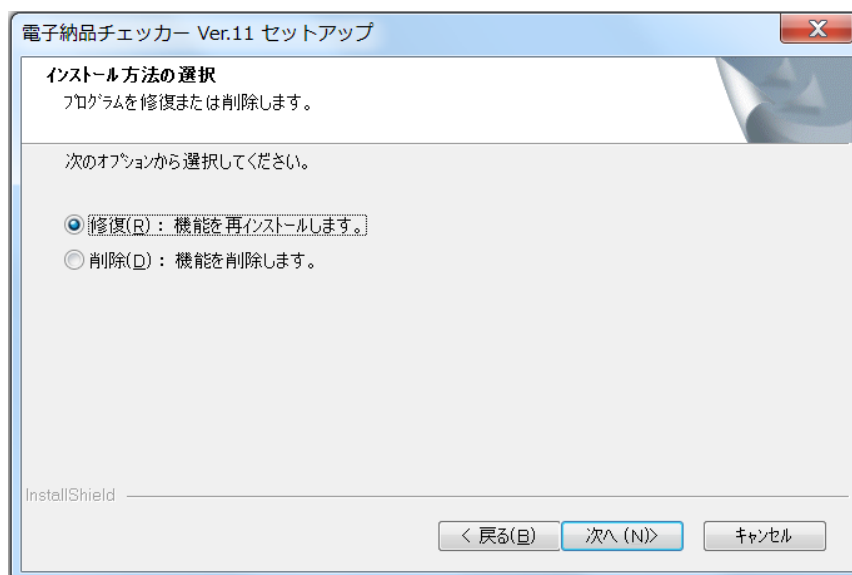 電子納品チェッカー Ver.11 セットアップ
インストール方法の選択
プログラムを修復または削除します。
次のオプションから選択してください。
修復(R)： 機能を再インストールします。
削除(D)： 機能を削除します。
InstallShield
< 戻る(B)
次へ (N)>
キャンセル